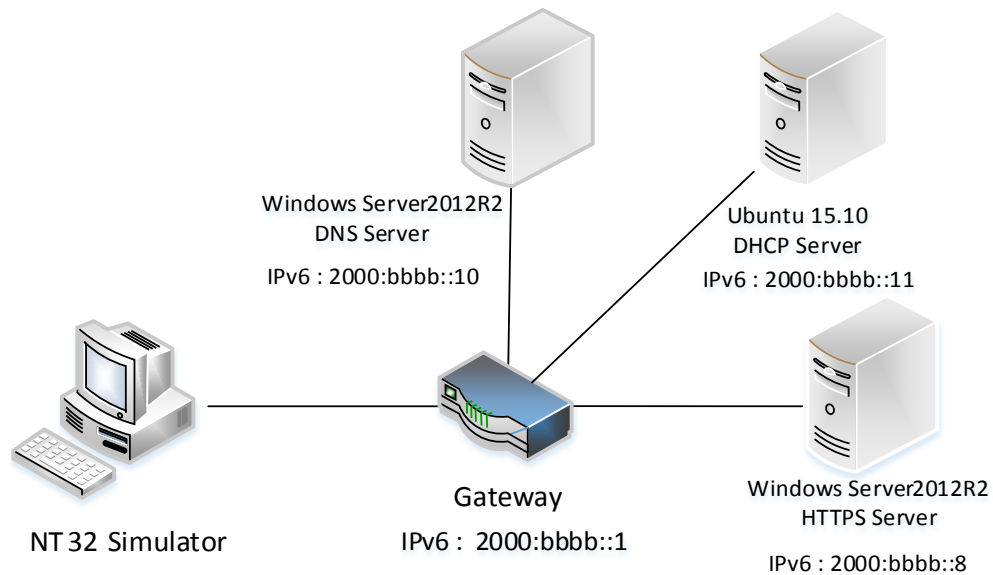 Windows Server2012R2
DNS Server
IPv6 : 2000:bbbb::10
Ubuntu 15.10
DHCP Server
IPv6 : 2000:bbbb::11
NT32 Simulator
Gateway
IPv6 : 2000:bbbb::1
Windows Server2012R2
HTTPS Server
IPv6 : 2000:bbbb::8